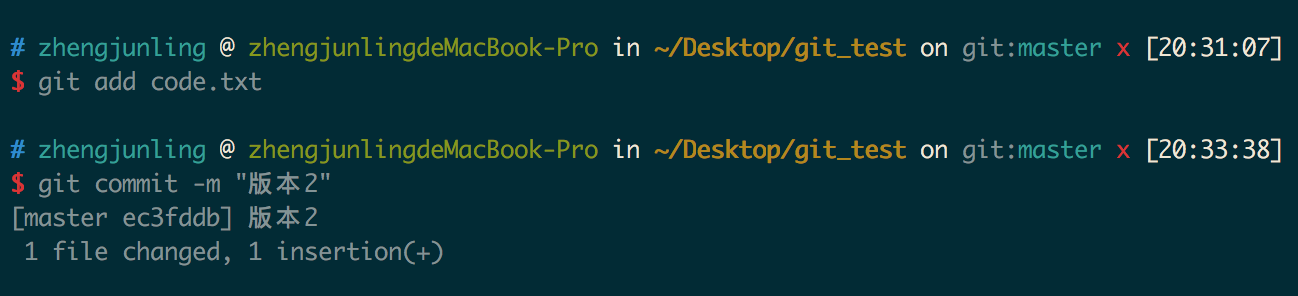 # zhengjunling @ zhengjunlingdeMacBook-Pro in ~/Desktop/git_test on git:master x [20:31:07]
$ git add code.txt
# zhengjunling @ zhengjunlingdeMacBook-Pro in ~/Desktop/git_test on git:master x [20:33:38]
$ git commit -m "版本2"
[master ec3fddb] 版本2
 1 file changed, 1 insertion(+)